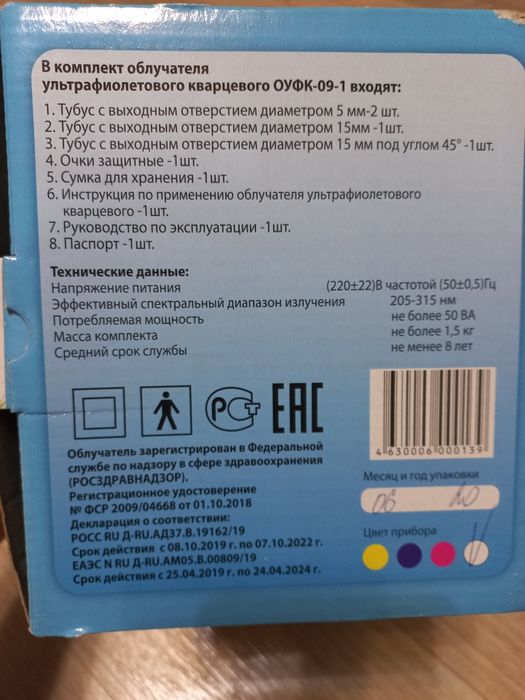 В комплект облучателя
ультрафиолетового кварцевого ОУФК-09-1 входят:
1. Тубус с выходным отверстием диаметром 5 мм-2 шт.
2. Тубус с выходным отверстием диаметром 15мм -1шт.
3. Тубус с выходным отверстием диаметром 15 мм под углом 45° -1шт.
4. Очки защитные -1шт.
5. Сумка для хранения -1шт.
6. Инструкция по применению облучателя ультрафиолетового
кварцевого -1шт.
7. Руководство по эксплуатации -1шт.
8. Паспорт -1шт.
Технические данные:
Напряжение питания (220±22)В частотой (50±0,5)Гц
Эффективный спектральный диапазон излучения 205-315 нм
Потребляемая мощность не более 50 ВА
Масса комплекта не более 1,5 кг
Средний срок службы не менее 8 лет
РСТ ЕАС
4630006000139
Облучатель зарегистрирован в Федеральной
службе по надзору в сфере здравоохранения
(РОСЗДРАВНАДЗОР).
Регистрационное удостоверение
№ ФСР 2009/04668 от 01.10.2018
Декларация о соответствии:
РОСС RU Д-RU.АД37.В.19162/19
Срок действия с 08.10.2019 г. по 07.10.2022 г.
ЕАЭС N RU Д-RU.АМ05.В.00809/19
Срок действия с 25.04.2019 г. по 24.04.2024 г.
Месяц и год упаковки
06 20
Цвет прибора